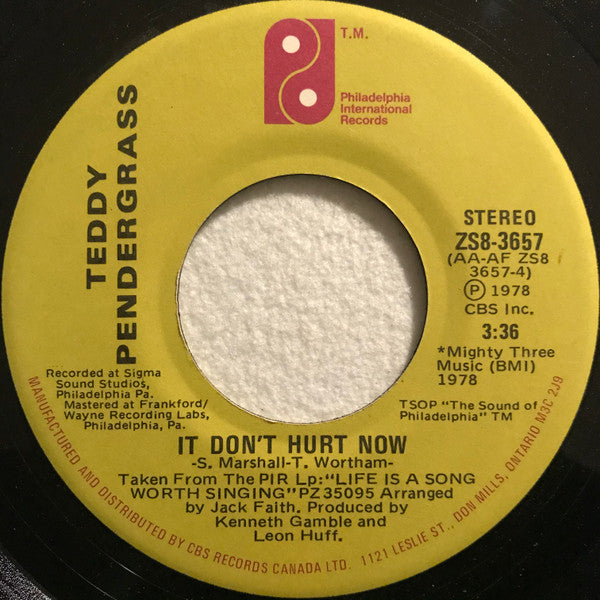 T.M.
Philadelphia
International
Records
TEDDY
PENDERGRASS
STEREO
ZS8-3657
(AA-AF ZS8
3657-4)
Ⓟ 1978
CBS Inc.
3:36
*Mighty Three
Music (BMI)
1978
TSOP "The Sound of
Philadelphia" TM
Recorded at Sigma
Sound Studios,
Philadelphia Pa.
Mastered at Frankford/
Wayne Recording Labs,
Philadelphia, Pa.
IT DON'T HURT NOW
-S. Marshall-T. Wortham-
Taken From The PIR Lp:"LIFE IS A SONG
WORTH SINGING"PZ35095 Arranged
by Jack Faith. Produced by
Kenneth Gamble and
Leon Huff.
MANUFACTURED AND DISTRIBUTED BY CBS RECORDS CANADA LTD. 1121 LESLIE ST., DON MILLS, ONTARIO M3C 2J9